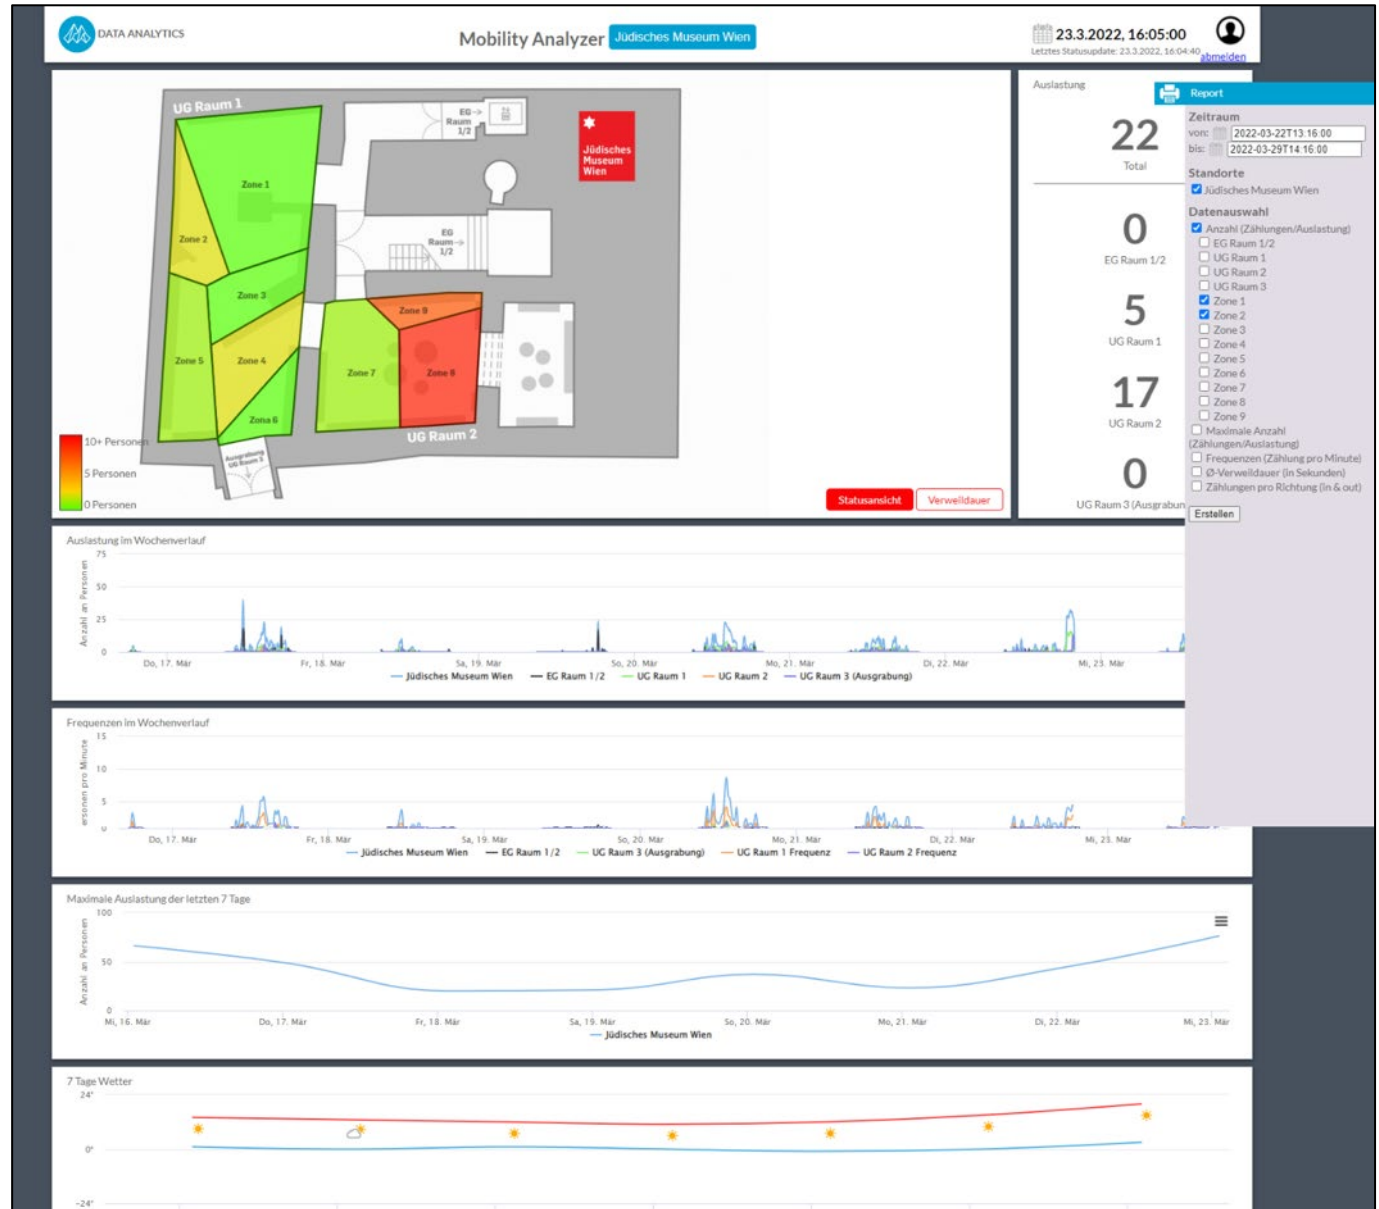 DATA ANALYTICS
Mobility Analyzer Jüdisches Museum Wien
23.3.2022, 16:05:00
Letztes Statusupdate: 23.3.2022, 16:04:40
abmelden
UG Raum 1
EG
Raum
1/2
Jüdisches
Museum
Wien
Zone 1
Zone 2
EG
Raum
1/2
Zone 3
Zone 9
Zone 5
Zone 4
Zone 7
Zone 8
Zone 6
UG Raum 2
Ausgrabung
UG Raum 3
10+ Personen
5 Personen
0 Personen
Statusansicht
Verweildauer
Auslastung
22
Total
0
EG Raum 1/2
5
UG Raum 1
17
UG Raum 2
0
UG Raum 3 (Ausgrabun
Report
Zeitraum
von: 2022-03-22T13:16:00
bis: 2022-03-29T14:16:00
Standorte
Jüdisches Museum Wien
Datenauswahl
Anzahl (Zählungen/Auslastung)
EG Raum 1/2
UG Raum 1
UG Raum 2
UG Raum 3
Zone 1
Zone 2
Zone 3
Zone 4
Zone 5
Zone 6
Zone 7
Zone 8
Zone 9
Maximale Anzahl
(Zählungen/Auslastung)
Frequenzen (Zählung pro Minute)
Ø-Verweildauer (in Sekunden)
Zählungen pro Richtung (in & out)
Erstellen
Auslastung im Wochenverlauf
Anzahl an Personen
75
50
25
0
Do, 17. Mär Fr, 18. Mär Sa, 19. Mär So, 20. Mär Mo, 21. Mär Di, 22. Mär Mi, 23. Mär
Jüdisches Museum Wien EG Raum 1/2 UG Raum 1 UG Raum 2 UG Raum 3 (Ausgrabung)
Frequenzen im Wochenverlauf
ersonen pro Minute
15
10
5
0
Do, 17. Mär Fr, 18. Mär Sa, 19. Mär So, 20. Mär Mo, 21. Mär Di, 22. Mär Mi, 23. Mär
Jüdisches Museum Wien EG Raum 1/2 UG Raum 3 (Ausgrabung) UG Raum 1 Frequenz UG Raum 2 Frequenz
Maximale Auslastung der letzten 7 Tage
Anzahl an Personen
100
50
0
Mi, 16. Mär Do, 17. Mär Fr, 18. Mär Sa, 19. Mär So, 20. Mär Mo, 21. Mär Di, 22. Mär Mi, 23. Mär
Jüdisches Museum Wien
7 Tage Wetter
24°
0°
-24°